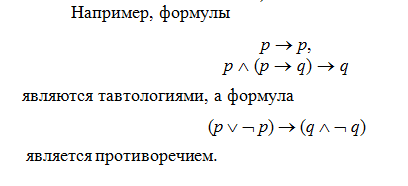 Например, формулы
p → p,
p ∧ (p → q) → q
являются тавтологиями, а формула
(p ∨ ¬ p) → (q ∧ ¬ q)
является противоречием.